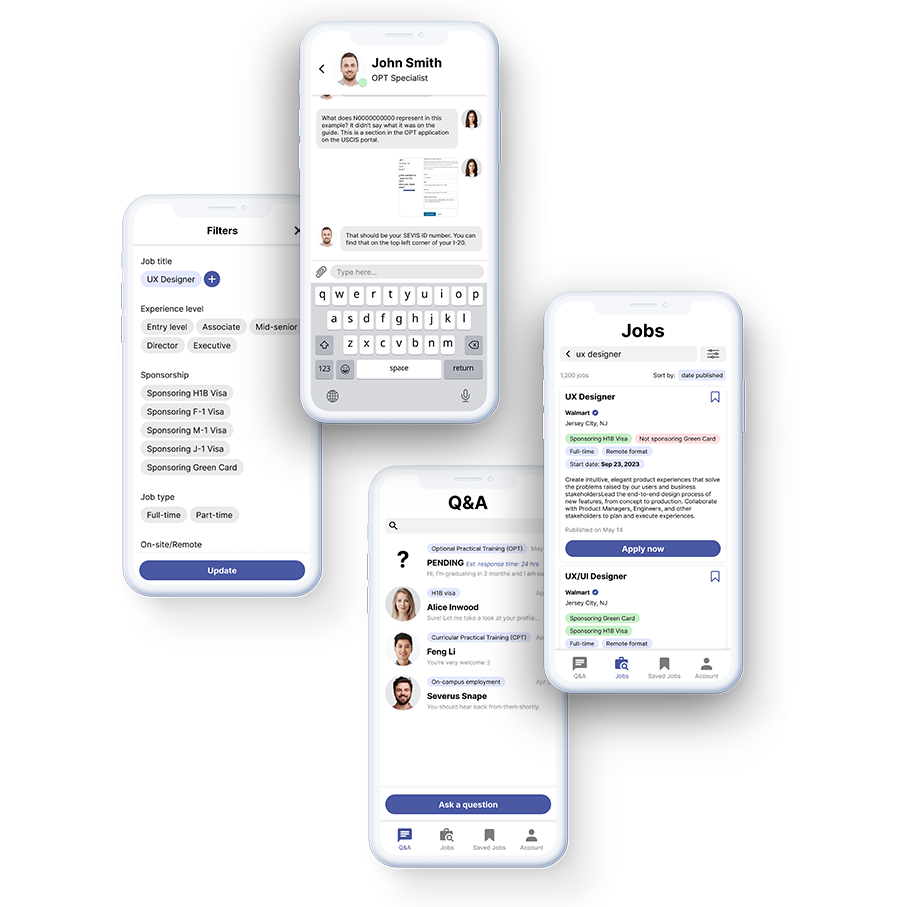 John Smith
OPT Specialist
What does N0000000000 represent in this
example? It didn't say what it was on the
guide. This is a section in the CPT application
on the USCIS portal.
That should be your SEVIS ID number. You can
find that on the top left corner of your I-20.
Type here...
q w e r t y u i o p
a s d f g h j k l
z x c v b n m
123 space return
Filters
Job title
UX Designer
Experience level
Entry level Associate Mid-senior
Director Executive
Sponsorship
Sponsoring H1B Visa
Sponsoring F-1 Visa
Sponsoring M-1 Visa
Sponsoring J-1 Visa
Sponsoring Green Card
Job type
Full-time Part-time
On-site/Remote
Update
Jobs
ux designer
1,200 jobs Sort by: date published
UX Designer
Walmart
Jersey City, NJ
Sponsoring H1B Visa Not sponsoring Green Card
Full-time Remote format
Start date: Sep 23, 2023
Create intuitive, elegant product experiences that solve
the problems raised by our users and business
stakeholdersLead the end-to-end design process of
new features, from concept to production. Collaborate
with Product Managers, Engineers, and other
stakeholders to plan and execute experiences.
Published on May 14
Apply now
UX/UI Designer
Walmart
Jersey City, NJ
Sponsoring Green Card
Sponsoring H1B Visa
Full-time Remote format
Q&A Jobs Saved Jobs Account
Q&A
? Optional Practical Training (OPT) May
PENDING Est. response time: 24 hrs
Hi, I'm graduating in 2 months and I am cu
H1B visa
Alice Inwood
Sure! Let me take a look at your profile...
Curricular Practical Training (CPT)
Feng Li
You're very welcome :)
On-campus employment
Severus Snape
You should hear back from them shortly.
Ask a question
Q&A Jobs Saved Jobs Account